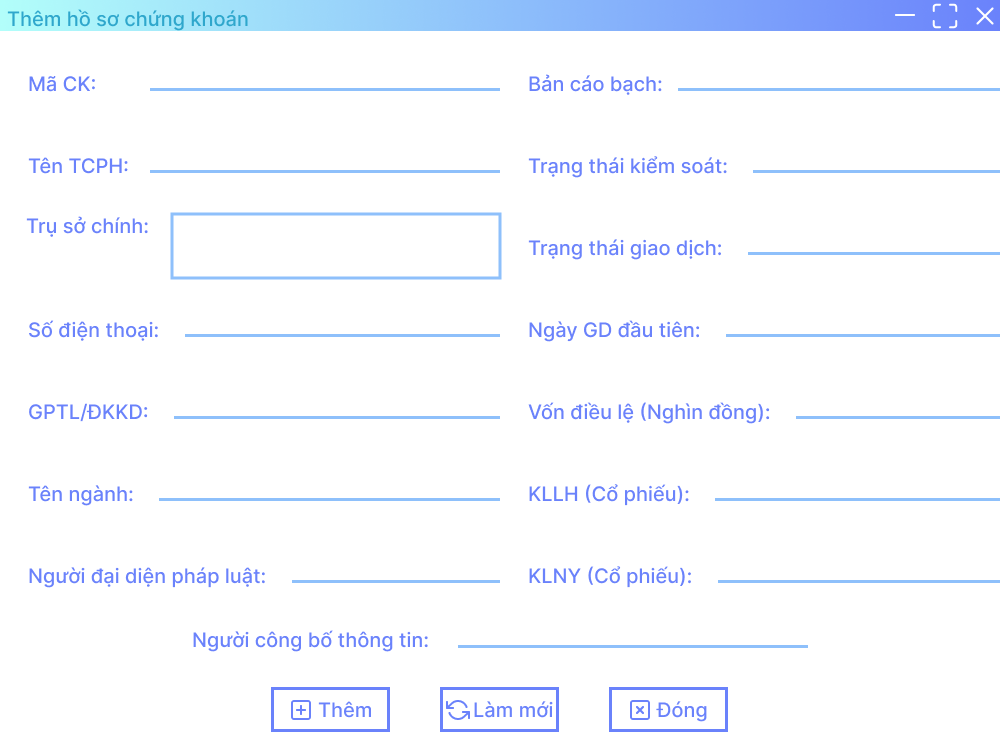 Thêm hồ sơ chứng khoán
Mã CK:
Bản cáo bạch:
Tên TCPH:
Trạng thái kiểm soát:
Trụ sở chính:
Trạng thái giao dịch:
Số điện thoại:
Ngày GD đầu tiên:
GPTL/ĐKKD:
Vốn điều lệ (Nghìn đồng):
Tên ngành:
KLLH (Cổ phiếu):
Người đại diện pháp luật:
KLNY (Cổ phiếu):
Người công bố thông tin:
Thêm
Làm mới
Đóng